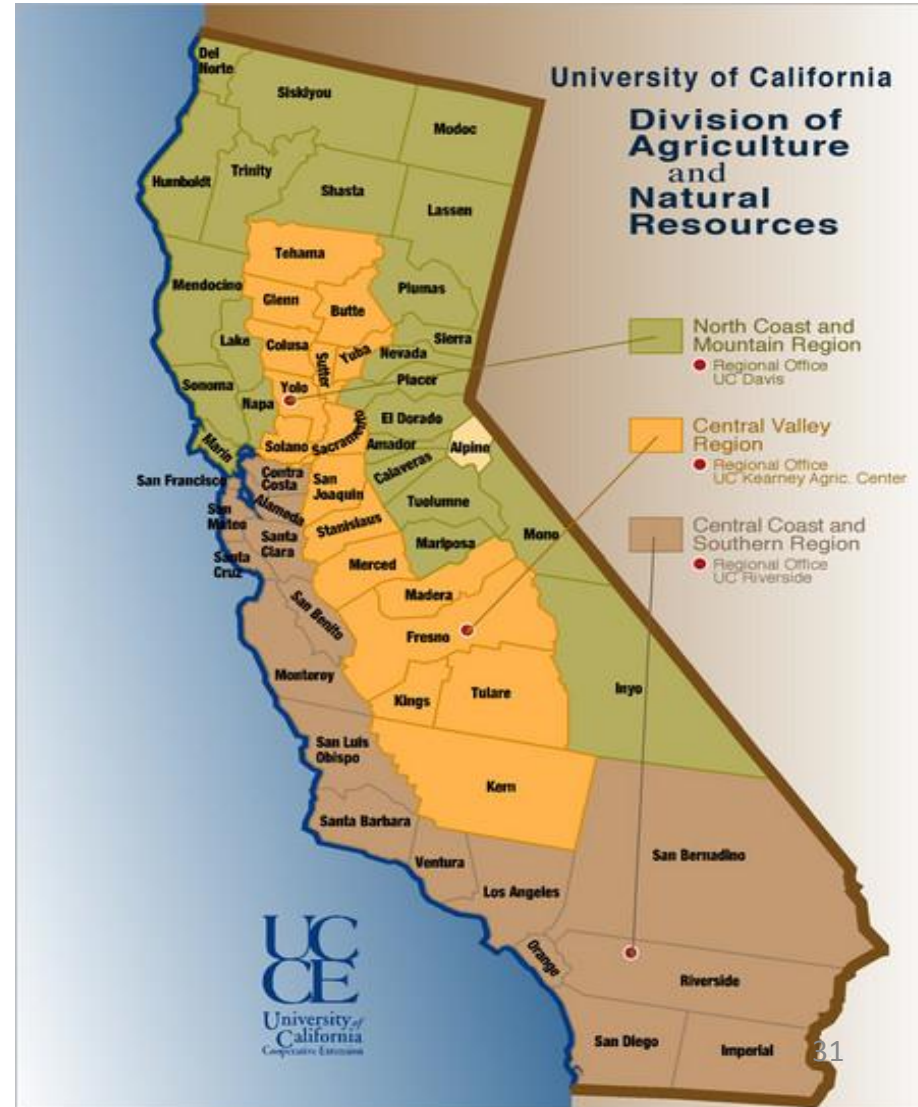 University of California
Division of
Agriculture
and
Natural
Resources
North Coast and
Mountain Region
Regional Office
UC Davis
Central Valley
Region
Regional Office
UC Kearney Agric. Center
Central Coast and
Southern Region
Regional Office
UC Riverside
Del
Norte
Siskiyou
Modoc
Humboldt
Trinity
Shasta
Lassen
Tehama
Mendocino
Glenn
Butte
Plumas
Lake
Colusa
Sutter
Yuba
Nevada
Sierra
Sonoma
Napa
Yolo
Placer
El Dorado
Marin
Solano
Sacramento
Amador
Alpine
San Francisco
Contra
Costa
San
Joaquin
Calaveras
Tuolumne
San
Mateo
Alameda
Stanislaus
Mono
Santa
Cruz
Santa
Clara
Merced
Mariposa
San Benito
Madera
Fresno
Monterey
Kings
Tulare
Inyo
San Luis
Obispo
Kern
Santa Barbara
Ventura
Los Angeles
San Bernadino
Orange
Riverside
San Diego
Imperial
UC
CE
University of
California
Cooperative Extension
31